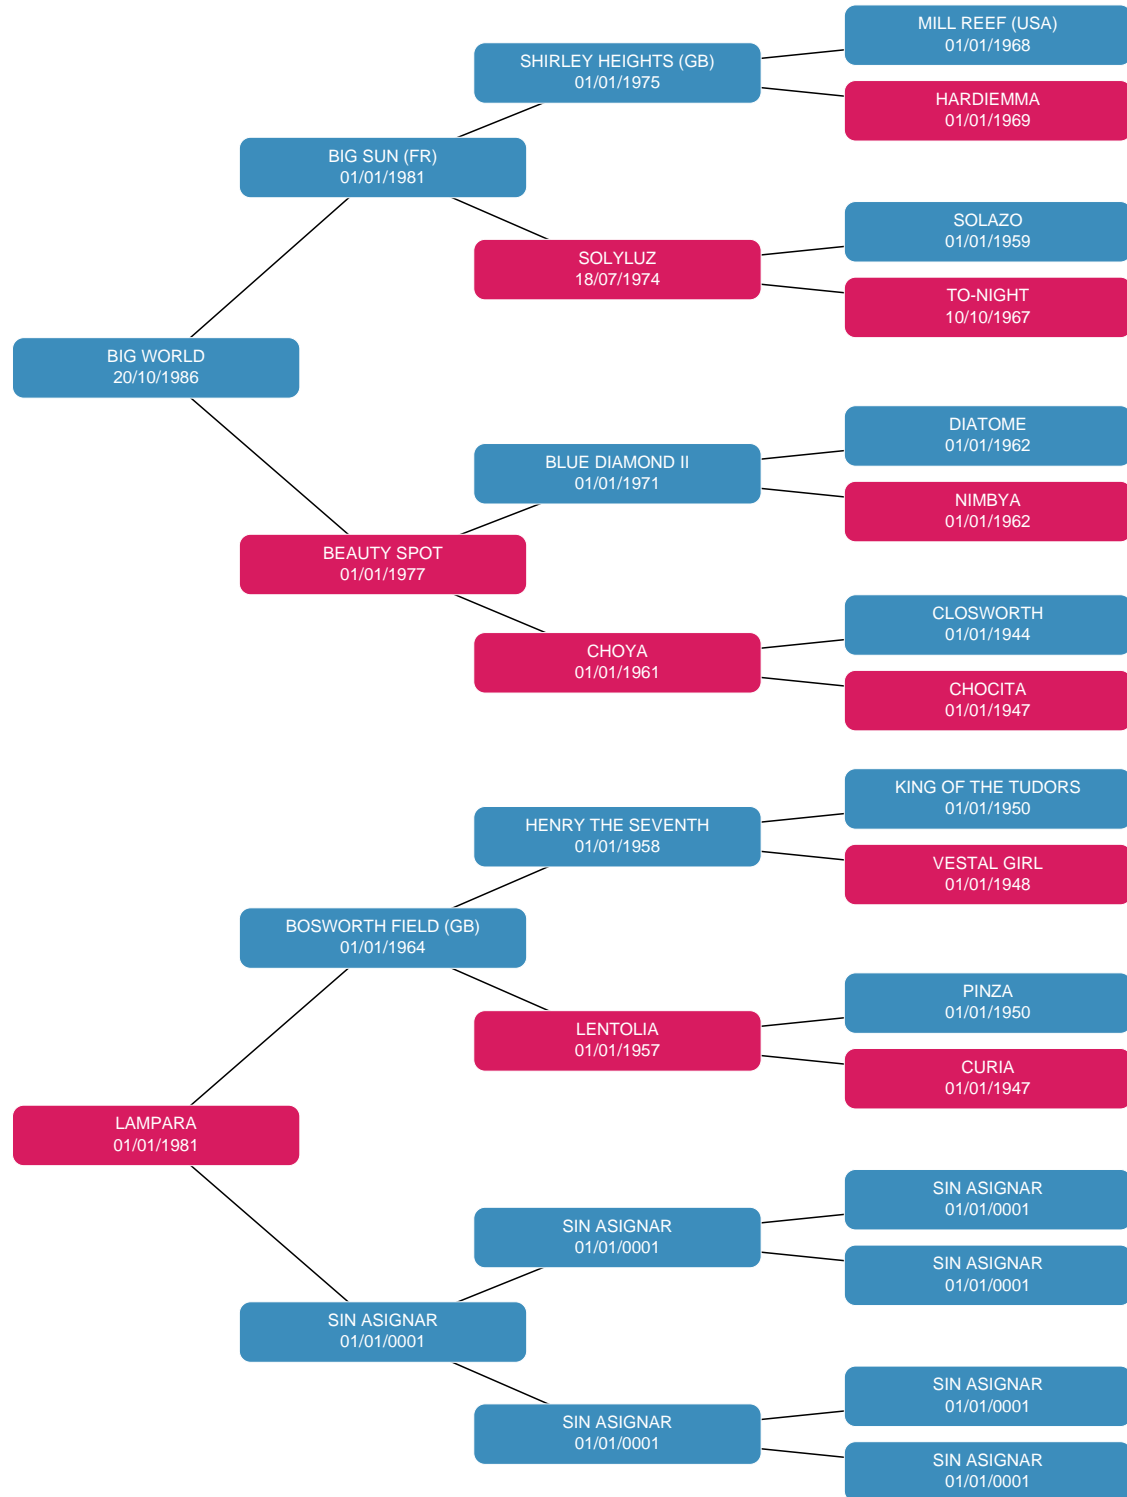 MILL REEF (USA)
01/01/1968
SHIRLEY HEIGHTS (GB)
01/01/1975
HARDIEMMA
01/01/1969
BIG SUN (FR)
01/01/1981
SOLAZO
01/01/1959
SOLYLUZ
18/07/1974
TO-NIGHT
10/10/1967
BIG WORLD
20/10/1986
DIATOME
01/01/1962
BLUE DIAMOND II
01/01/1971
NIMBYA
01/01/1962
BEAUTY SPOT
01/01/1977
CLOSWORTH
01/01/1944
CHOYA
01/01/1961
CHOCITA
01/01/1947
KING OF THE TUDORS
01/01/1950
HENRY THE SEVENTH
01/01/1958
VESTAL GIRL
01/01/1948
BOSWORTH FIELD (GB)
01/01/1964
PINZA
01/01/1950
LENTOLIA
01/01/1957
CURIA
01/01/1947
LAMPARA
01/01/1981
SIN ASIGNAR
01/01/0001
SIN ASIGNAR
01/01/0001
SIN ASIGNAR
01/01/0001
SIN ASIGNAR
01/01/0001
SIN ASIGNAR
01/01/0001
SIN ASIGNAR
01/01/0001
SIN ASIGNAR
01/01/0001